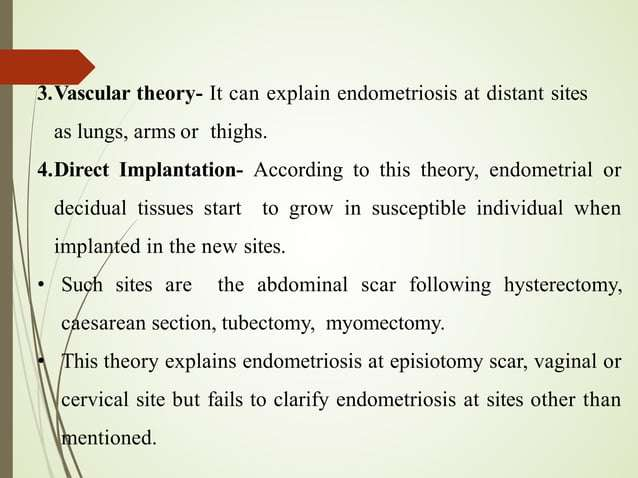 3.Vascular theory- It can explain endometriosis at distant sites
as lungs, arms or thighs.
4.Direct Implantation- According to this theory, endometrial or
decidual tissues start to grow in susceptible individual when
implanted in the new sites.
• Such sites are the abdominal scar following hysterectomy,
caesarean section, tubectomy, myomectomy.
• This theory explains endometriosis at episiotomy scar, vaginal or
cervical site but fails to clarify endometriosis at sites other than
mentioned.